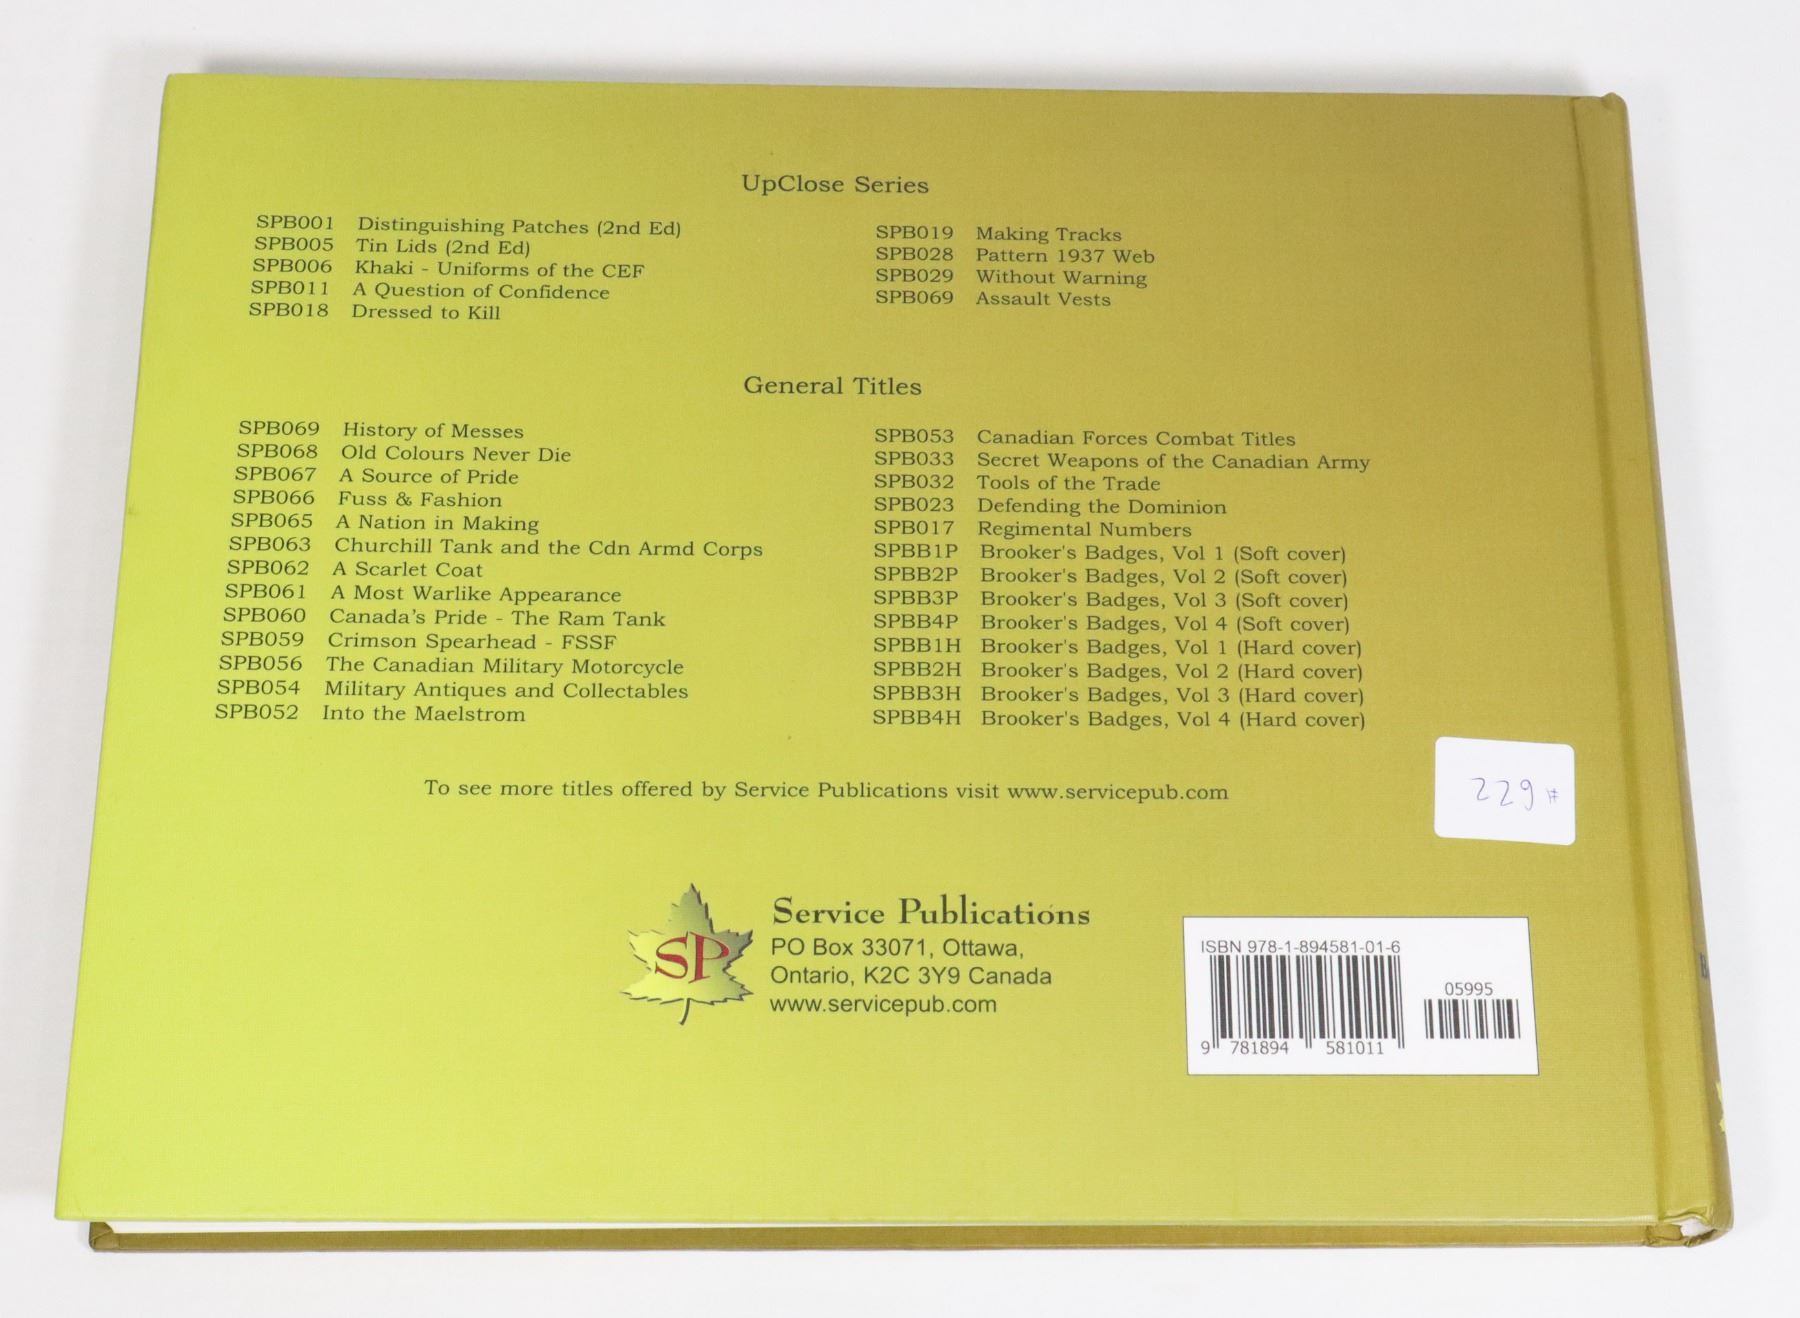 UpClose Series
SPB001 Distinguishing Patches (2nd Ed)
SPB005 Tin Lids (2nd Ed)
SPB006 Khaki - Uniforms of the CEF
SPB011 A Question of Confidence
SPB018 Dressed to Kill
SPB019 Making Tracks
SPB028 Pattern 1937 Web
SPB029 Without Warning
SPB069 Assault Vests
General Titles
SPB069 History of Messes
SPB068 Old Colours Never Die
SPB067 A Source of Pride
SPB066 Fuss & Fashion
SPB065 A Nation in Making
SPB063 Churchill Tank and the Cdn Armd Corps
SPB062 A Scarlet Coat
SPB061 A Most Warlike Appearance
SPB060 Canada's Pride - The Ram Tank
SPB059 Crimson Spearhead - FSSF
SPB056 The Canadian Military Motorcycle
SPB054 Military Antiques and Collectables
SPB052 Into the Maelstrom
SPB053 Canadian Forces Combat Titles
SPB033 Secret Weapons of the Canadian Army
SPB032 Tools of the Trade
SPB023 Defending the Dominion
SPB017 Regimental Numbers
SPBB1P Brooker's Badges, Vol 1 (Soft cover)
SPBB2P Brooker's Badges, Vol 2 (Soft cover)
SPBB3P Brooker's Badges, Vol 3 (Soft cover)
SPBB4P Brooker's Badges, Vol 4 (Soft cover)
SPBB1H Brooker's Badges, Vol 1 (Hard cover)
SPBB2H Brooker's Badges, Vol 2 (Hard cover)
SPBB3H Brooker's Badges, Vol 3 (Hard cover)
SPBB4H Brooker's Badges, Vol 4 (Hard cover)
To see more titles offered by Service Publications visit www.servicepub.com
229 #
SP
Service Publications
PO Box 33071, Ottawa,
Ontario, K2C 3Y9 Canada
www.servicepub.com
ISBN 978-1-894581-01-6
05995
9 781894 581011